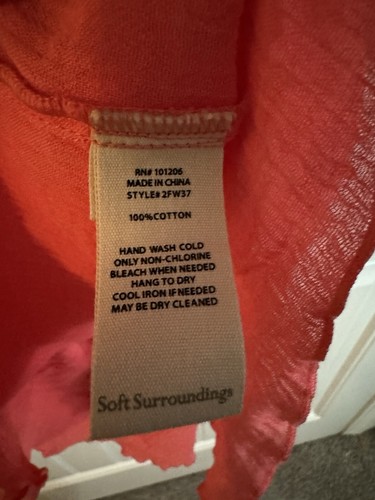 RN# 101206
MADE IN CHINA
STYLE# 2FW37
100%COTTON
HAND WASH COLD
ONLY NON-CHLORINE
BLEACH WHEN NEEDED
HANG TO DRY
COOL IRON IF NEEDED
MAY BE DRY CLEANED
Soft Surroundings